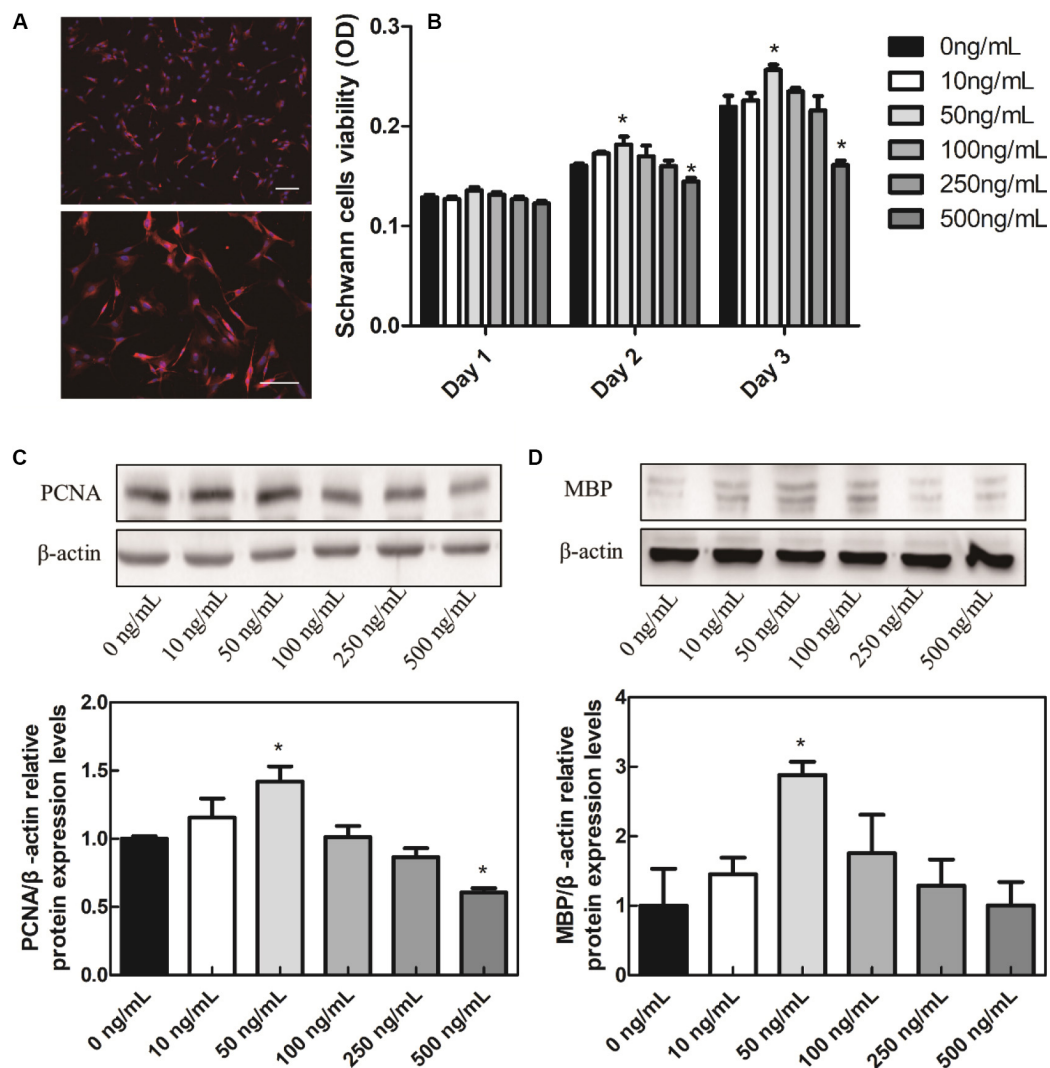 A
B
Schwann cells viability (OD)
0.3
0.2
0.1
0.0
*
*
*
*
Day 1
Day 2
Day 3
0ng/mL
10ng/mL
50ng/mL
100ng/mL
250ng/mL
500ng/mL
C
PCNA
β-actin
0 ng/mL
10 ng/mL
50 ng/mL
100 ng/mL
250 ng/mL
500 ng/mL
PCNA/β -actin relative
protein expression levels
2.0
1.5
1.0
0.5
0.0
*
*
0 ng/mL
10 ng/mL
50 ng/mL
100 ng/mL
250 ng/mL
500 ng/mL
D
MBP
β-actin
0 ng/mL
10 ng/mL
50 ng/mL
100 ng/mL
250 ng/mL
500 ng/mL
MBP/β -actin relative
protein expression levels
4
3
2
1
0
*
0 ng/mL
10 ng/mL
50 ng/mL
100 ng/mL
250 ng/mL
500 ng/mL